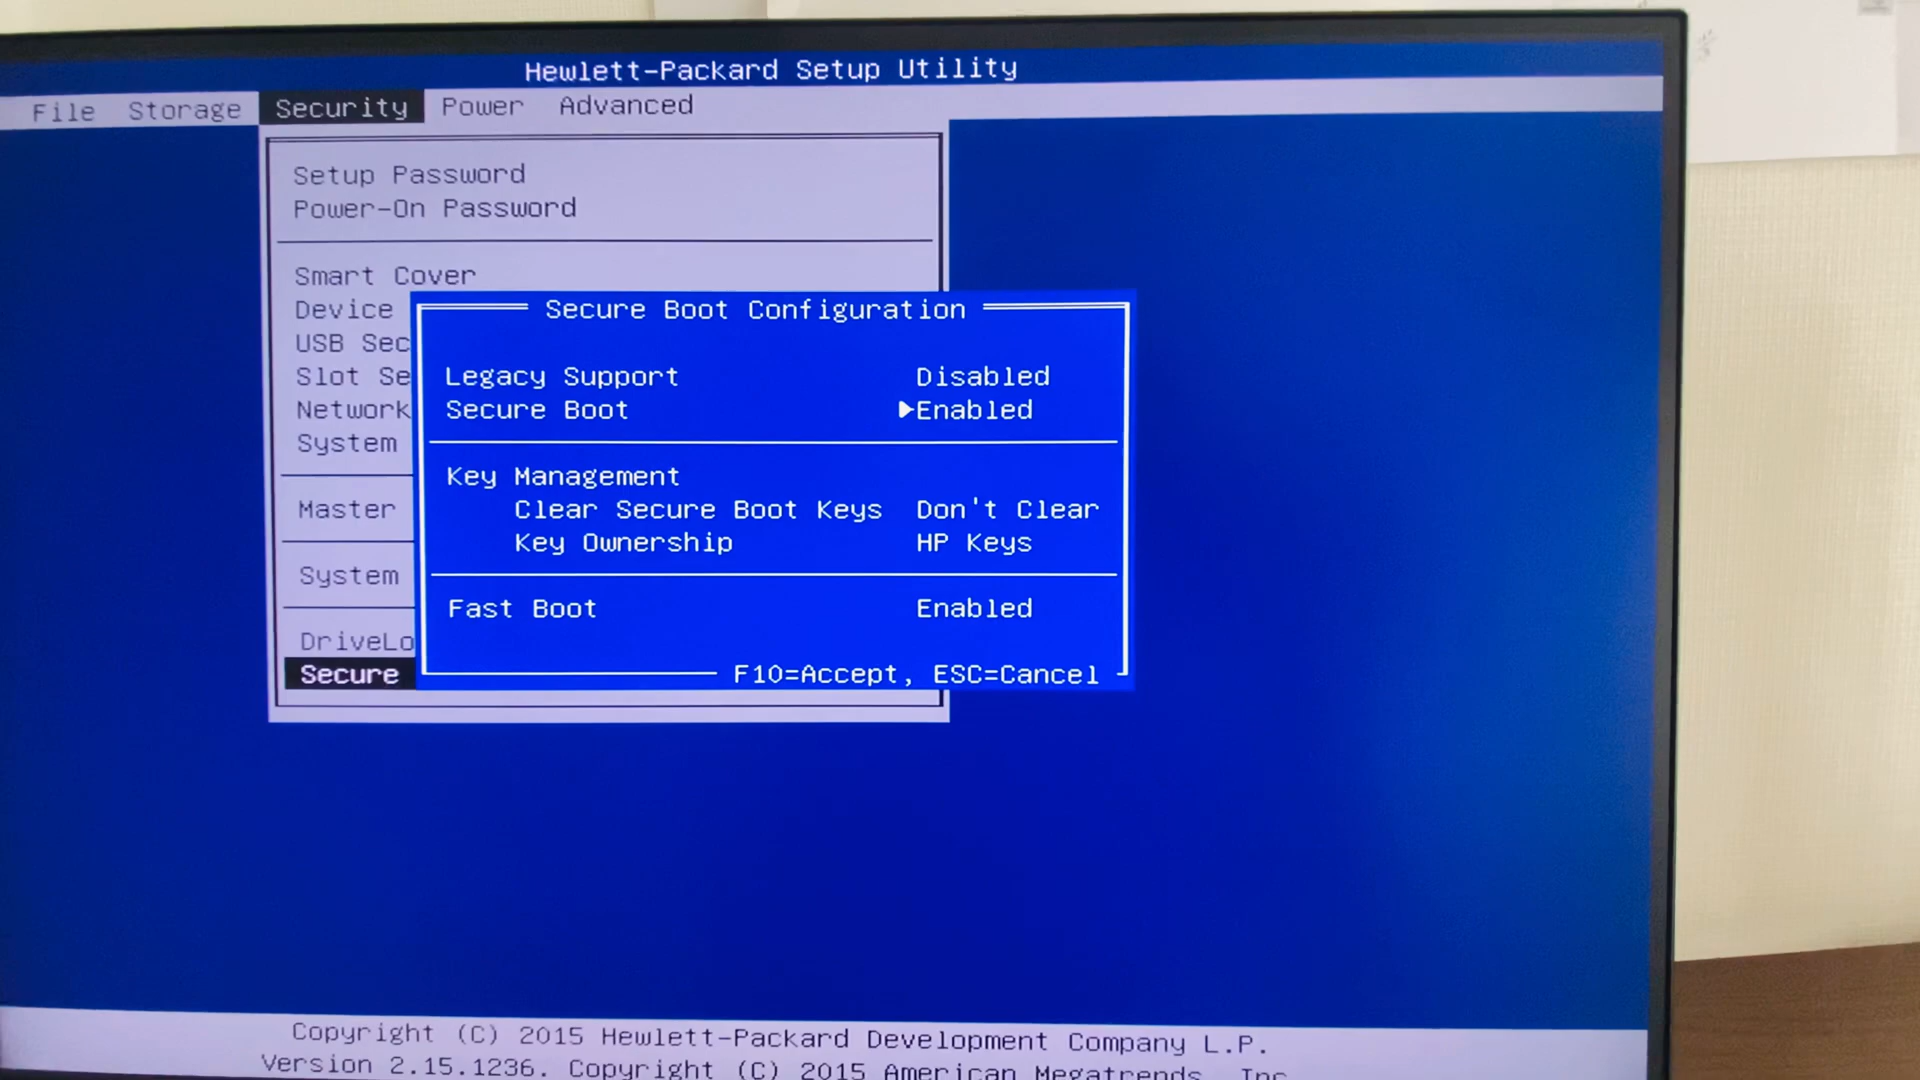 Hewlett-Packard Setup Utility
File Storage Security Power Advanced
Setup Password
Power-On Password
Smart Cover
Device
USB Sec
Slot Se
Network
System
Master
System
DriveLo
Secure
Secure Boot Configuration
Legacy Support Disabled
Secure Boot ▶Enabled
Key Management
Clear Secure Boot Keys Don't Clear
Key Ownership HP Keys
Fast Boot Enabled
F10=Accept, ESC=Cancel
Copyright (C) 2015 Hewlett-Packard Development Company L.P.
Version 2.15.1236. Copyright (C) 2015 American Megatrends, Inc